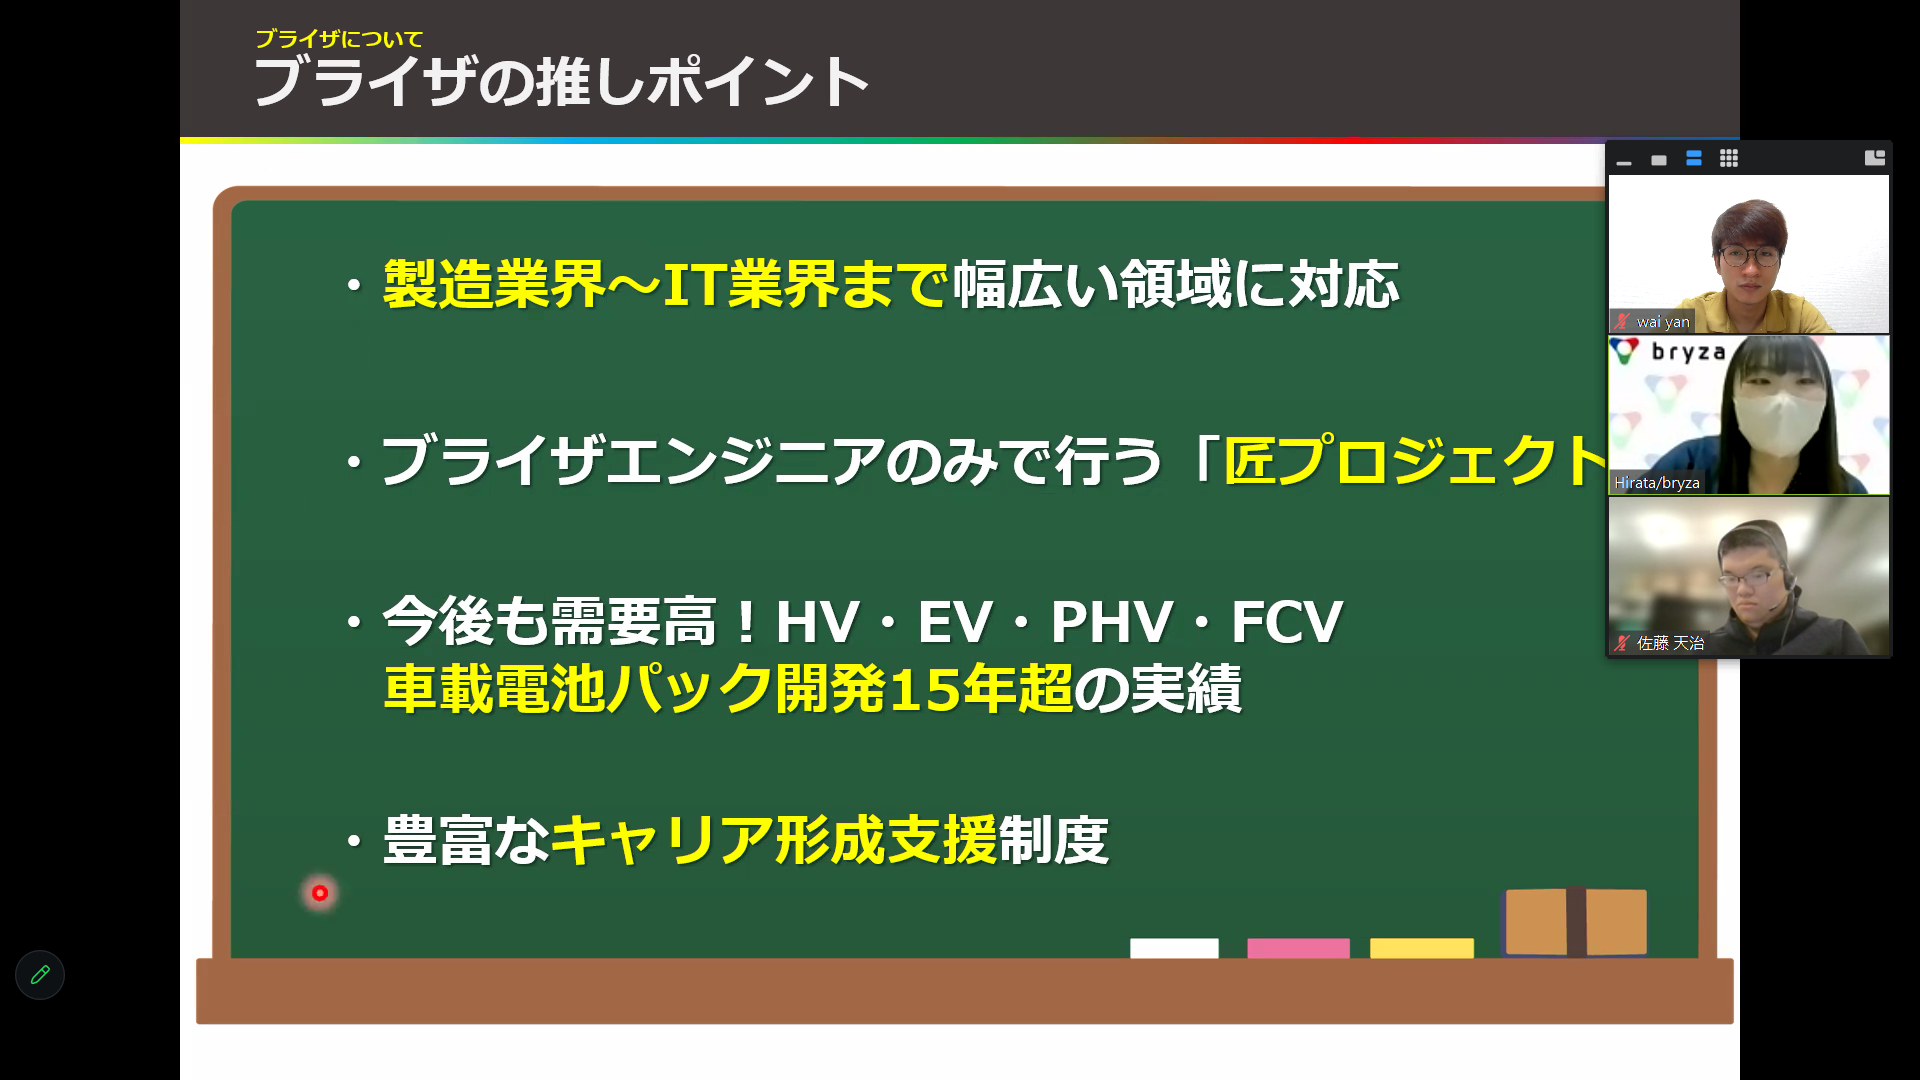 ブライザについて
ブライザの推しポイント
・製造業界～IT業界まで幅広い領域に対応
・ブライザエンジニアのみで行う「匠プロジェクト
・今後も需要高！HV・EV・PHV・FCV
車載電池パック開発15年超の実績
・豊富なキャリア形成支援制度
wai yan
bryza
Hirata/bryza
佐藤 天治